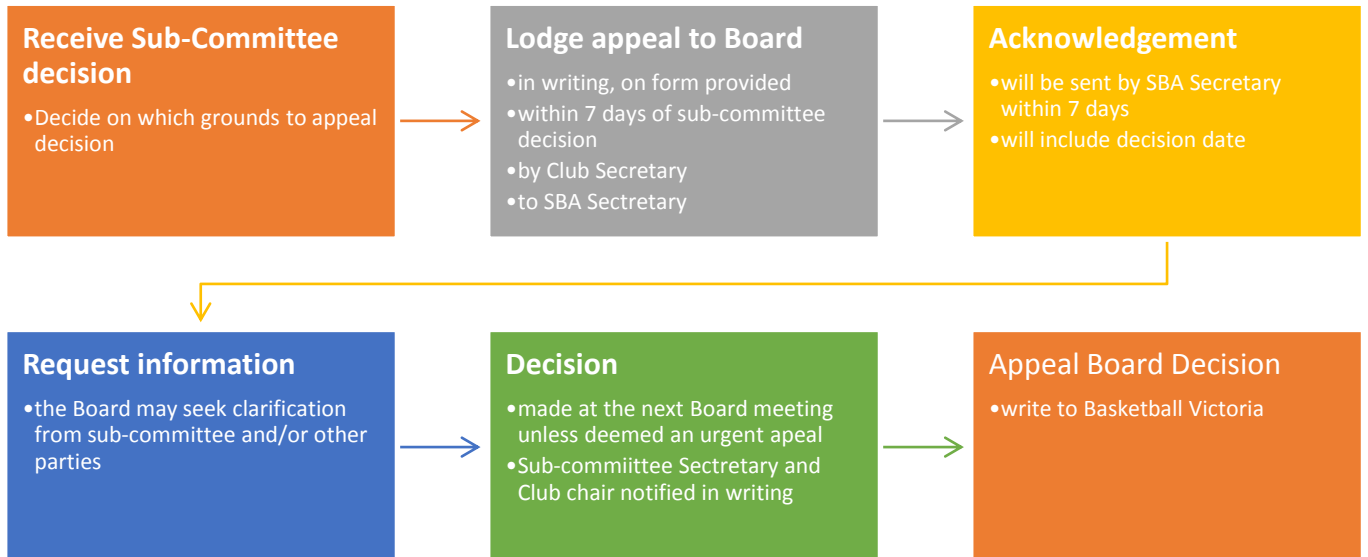 Receive Sub-Committee
decision
•Decide on which grounds to appeal
decision
Lodge appeal to Board
•in writing, on form provided
•within 7 days of sub-committee
decision
•by Club Secretary
•to SBA Sectretary
Acknowledgement
•will be sent by SBA Secretary
within 7 days
•will include decision date
Request information
•the Board may seek clarification
from sub-committee and/or other
parties
Decision
•made at the next Board meeting
unless deemed an urgent apeal
•Sub-commiittee Sectretary and
Club chair notified in writing
Appeal Board Decision
•write to Basketball Victoria